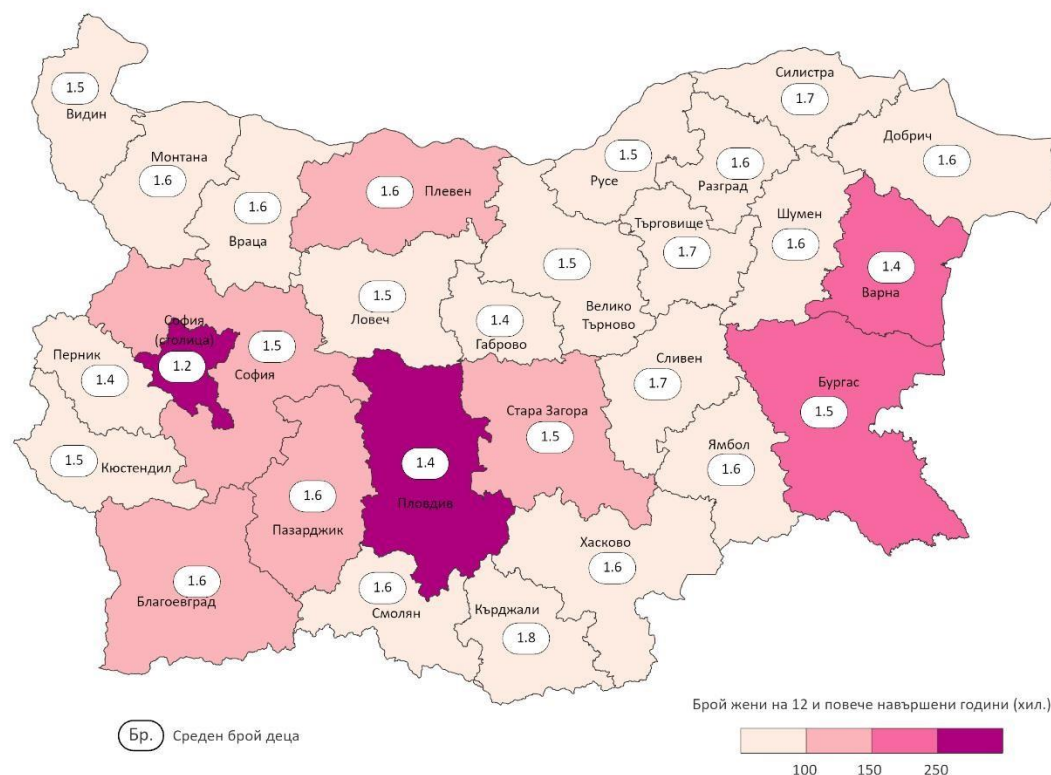 1.5
Видин
Монтана
1.6
1.6
Враца
1.6
Плевен
1.5
Русе
Силистра
1.7
1.6
Разград
Добрич
1.6
Търговище
1.7
Шумен
1.6
1.4
Варна
1.5
Ловеч
1.4
Габрово
1.5
Велико
Търново
София
(столица)
1.2
1.5
София
Перник
1.4
1.5
Кюстендил
Сливен
1.7
Бургас
1.5
Стара Загора
1.5
Ямбол
1.6
1.4
Пловдив
1.6
Пазарджик
1.6
Благоевград
Хасково
1.6
1.6
Смолян
Кърджали
1.8
Бр. Среден брой деца
Брой жени на 12 и повече навършени години (хил.)
100 150 250